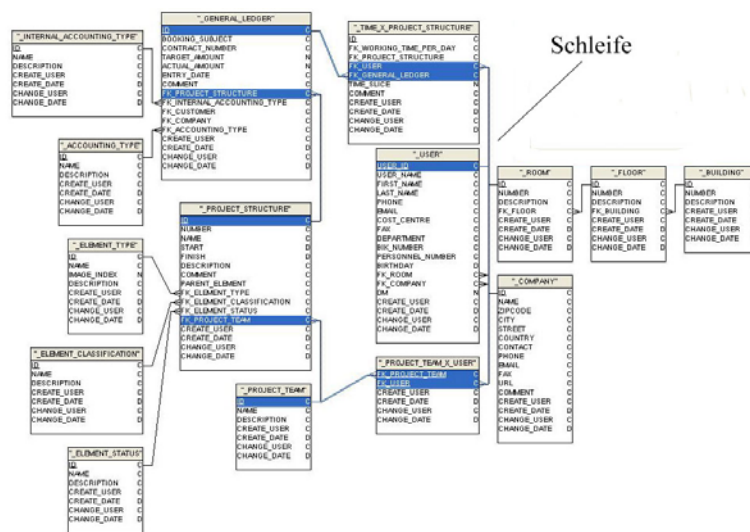 "_GENERAL_LEDGER"
ID C
BOOKING_SUBJECT C
CONTRACT_NUMBER C
TARGET_AMOUNT N
ACTUAL_AMOUNT N
ENTRY_DATE C
COMMENT C
FK_PROJECT_STRUCTURE C
FK_INTERNAL_ACCOUNTING_TYPE C
FK_CUSTOMER C
FK_COMPANY C
FK_ACCOUNTING_TYPE C
CREATE_USER C
CREATE_DATE D
CHANGE_USER C
CHANGE_DATE D
"_TIME_X_PROJECT_STRUCTURE"
ID C
FK_WORKING_TIME_PER_DAY C
FK_PROJECT_STRUCTURE C
FK_USER C
FK_GENERAL_LEDGER C
TIME_SLICE N
COMMENT C
CREATE_USER C
CREATE_DATE D
CHANGE_USER C
CHANGE_DATE D
Schleife
"_INTERNAL_ACCOUNTING_TYPE"
ID C
NAME C
DESCRIPTION C
CREATE_USER C
CREATE_DATE D
CHANGE_USER C
CHANGE_DATE D
"_ACCOUNTING_TYPE"
ID C
NAME C
DESCRIPTION C
CREATE_USER C
CREATE_DATE D
CHANGE_USER C
CHANGE_DATE D
"_USER"
USER_ID C
USER_NAME C
FIRST_NAME C
LAST_NAME C
PHONE C
EMAIL C
COST_CENTRE C
FAX C
DEPARTMENT C
BIK_NUMBER C
PERSONNEL_NUMBER C
BIRTHDAY D
FK_ROOM C
FK_COMPANY C
DM N
CREATE_USER C
CREATE_DATE D
CHANGE_USER C
CHANGE_DATE D
"_ROOM"
ID C
NUMBER C
DESCRIPTION C
FK_FLOOR C
CREATE_USER C
CREATE_DATE D
CHANGE_USER C
CHANGE_DATE D
"_FLOOR"
ID C
NUMBER C
DESCRIPTION C
FK_BUILDING C
CREATE_USER C
CREATE_DATE D
CHANGE_USER C
CHANGE_DATE D
"_BUILDING"
ID C
NUMBER C
DESCRIPTION C
CREATE_USER C
CREATE_DATE D
CHANGE_USER C
CHANGE_DATE D
"_PROJECT_STRUCTURE"
ID C
NUMBER C
NAME C
START D
FINISH D
DESCRIPTION C
COMMENT C
PARENT_ELEMENT C
FK_ELEMENT_TYPE C
FK_ELEMENT_CLASSIFICATION C
FK_ELEMENT_STATUS C
FK_PROJECT_TEAM C
CREATE_USER C
CREATE_DATE D
CHANGE_USER C
CHANGE_DATE D
"_ELEMENT_TYPE"
ID C
NAME C
IMAGE_INDEX N
DESCRIPTION C
CREATE_USER C
CREATE_DATE D
CHANGE_USER C
CHANGE_DATE D
"_COMPANY"
ID C
NAME C
ZIPCODE C
CITY C
STREET C
COUNTRY C
CONTACT C
PHONE C
EMAIL C
FAX C
URL C
COMMENT C
CREATE_USER C
CREATE_DATE D
CHANGE_USER C
CHANGE_DATE D
"_ELEMENT_CLASSIFICATION"
ID C
NAME C
DESCRIPTION C
CREATE_USER C
CREATE_DATE D
CHANGE_USER C
CHANGE_DATE D
"_PROJECT_TEAM"
ID C
NAME C
DESCRIPTION C
CREATE_USER C
CREATE_DATE D
CHANGE_USER C
CHANGE_DATE D
"_PROJECT_TEAM_X_USER"
FK_PROJECT_TEAM C
FK_USER C
CREATE_USER C
CREATE_DATE D
CHANGE_USER C
CHANGE_DATE D
"_ELEMENT_STATUS"
ID C
NAME C
DESCRIPTION C
CREATE_USER C
CREATE_DATE D
CHANGE_USER C
CHANGE_DATE D